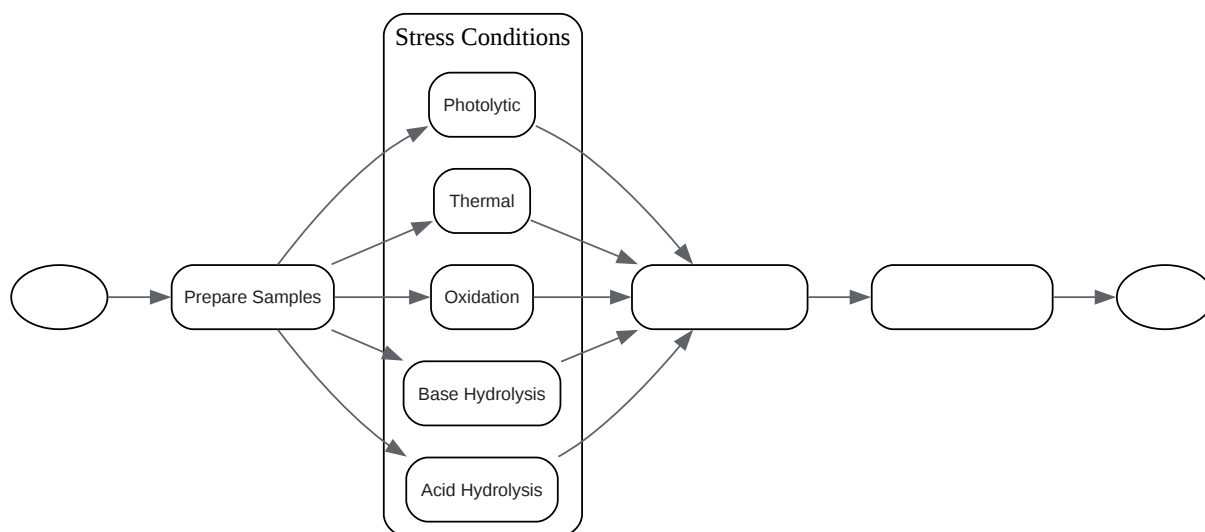 Stress Conditions
Photolytic
Thermal
Prepare Samples
Oxidation
Base Hydrolysis
Acid Hydrolysis